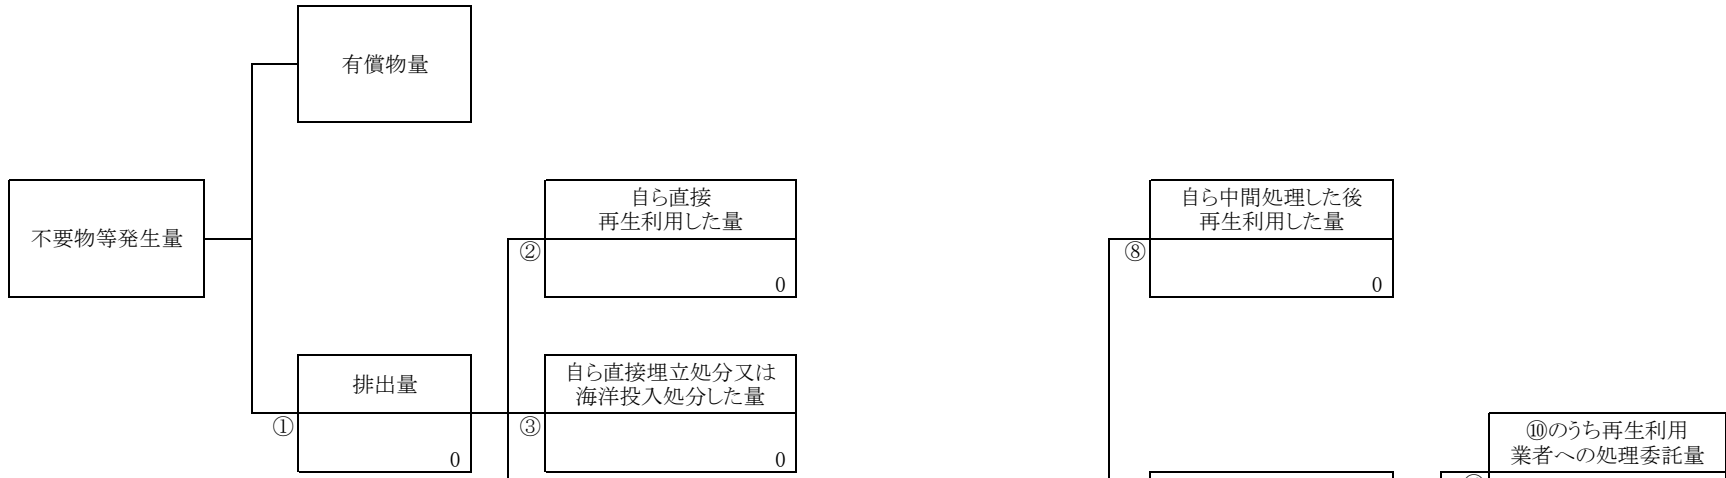 有償物量
不要物等発生量
自ら直接
再生利用した量
②
0
自ら中間処理した後
再生利用した量
⑧
0
排出量
①
0
自ら直接埋立処分又は
海洋投入処分した量
③
0
⑩のうち再生利用
業者への処理委託量